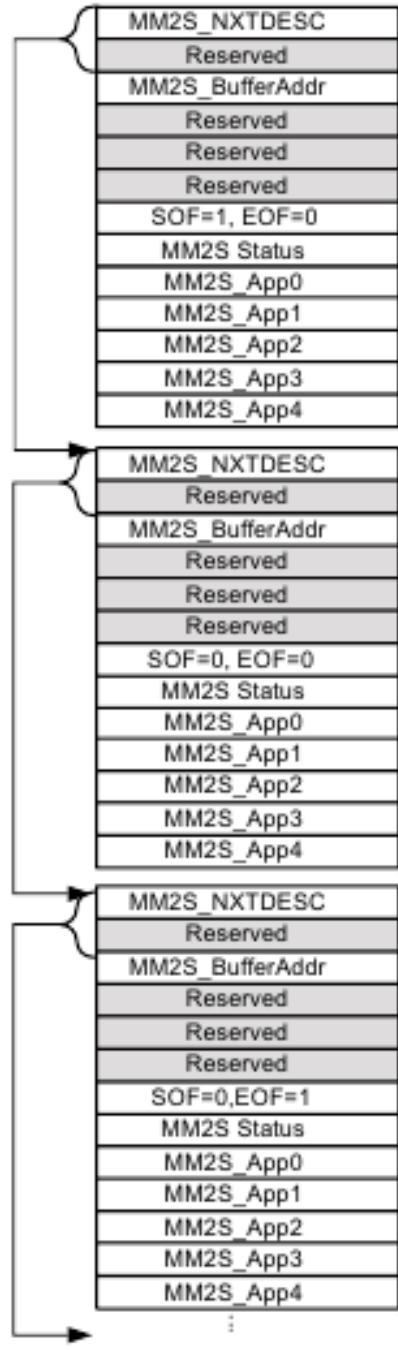 MM2S_NXTDESC
Reserved
MM2S_BufferAddr
Reserved
Reserved
Reserved
SOF=1, EOF=0
MM2S Status
MM2S_App0
MM2S_App1
MM2S_App2
MM2S_App3
MM2S_App4
MM2S_NXTDESC
Reserved
MM2S_BufferAddr
Reserved
Reserved
Reserved
SOF=0, EOF=0
MM2S Status
MM2S_App0
MM2S_App1
MM2S_App2
MM2S_App3
MM2S_App4
MM2S_NXTDESC
Reserved
MM2S_BufferAddr
Reserved
Reserved
Reserved
SOF=0,EOF=1
MM2S Status
MM2S_App0
MM2S_App1
MM2S_App2
MM2S_App3
MM2S_App4